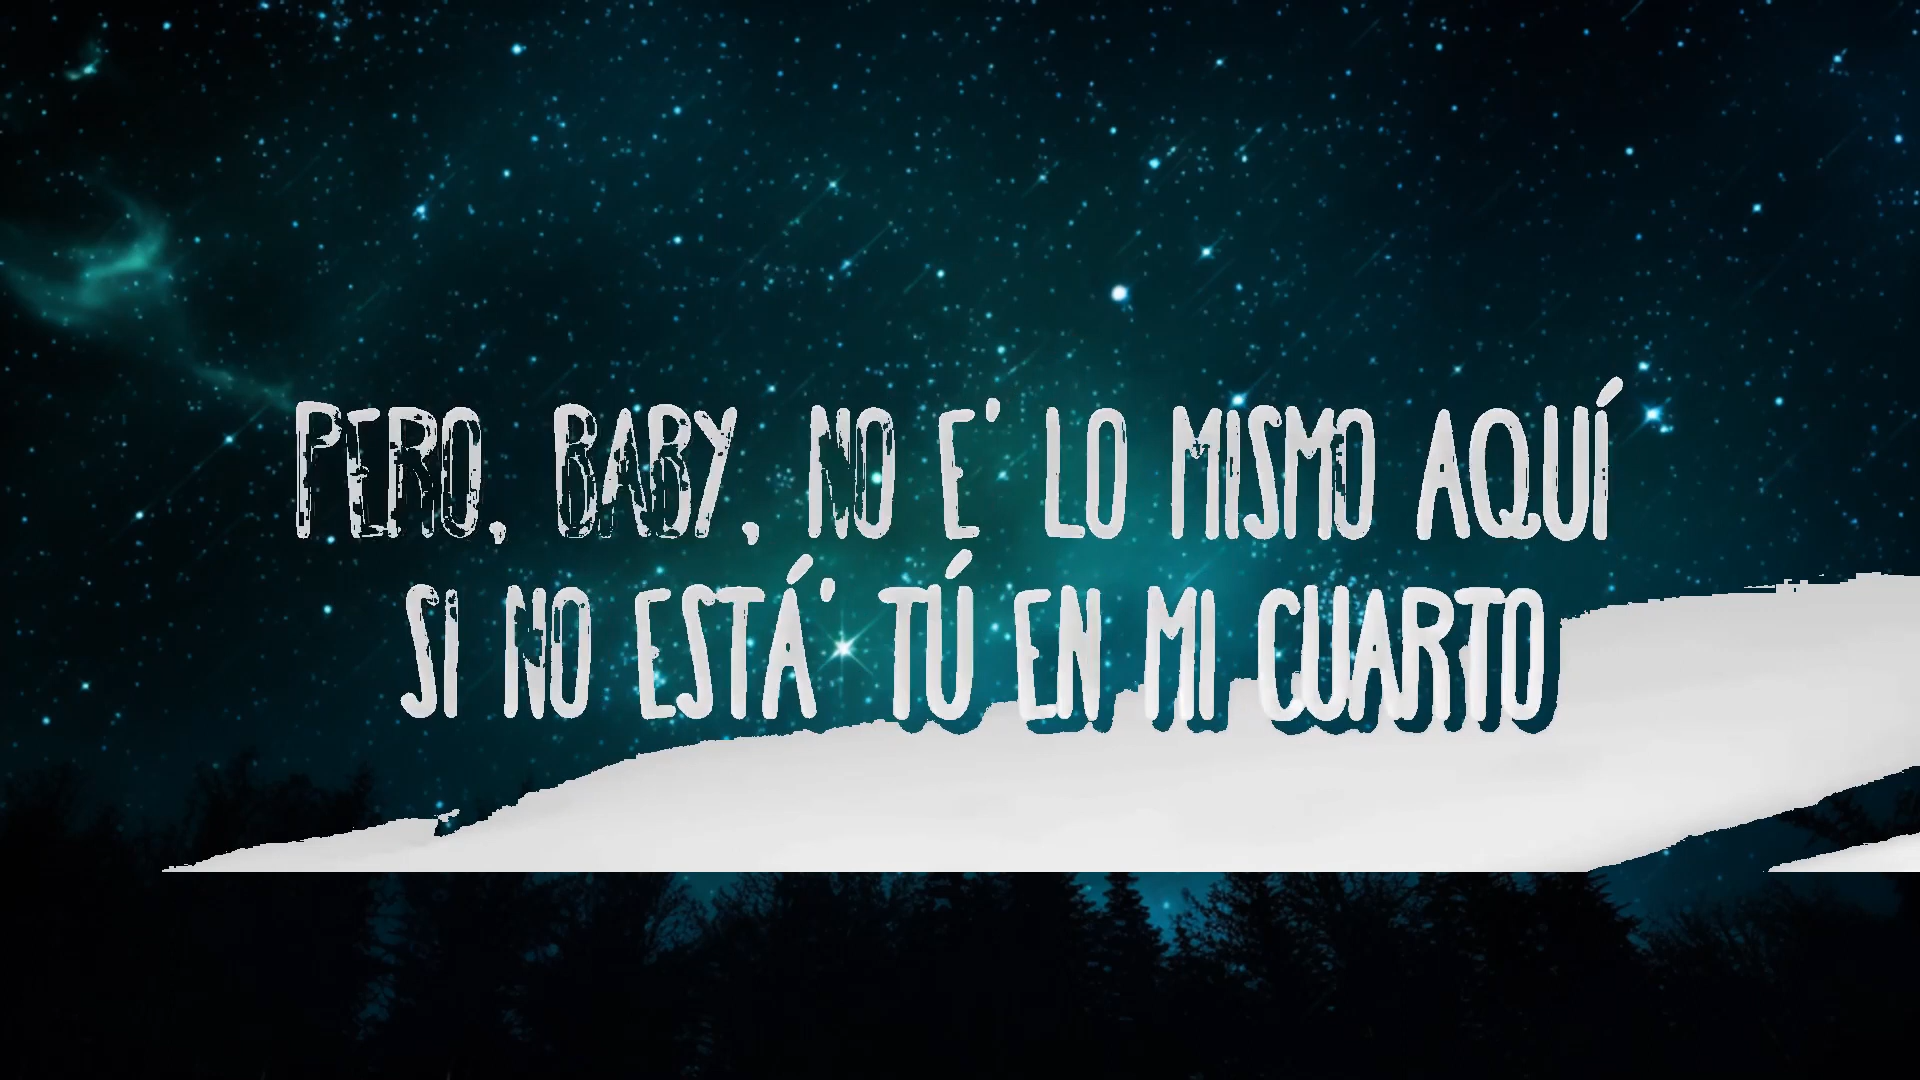 PERO, BABY, NO E' LO MISMO AQUÍ
SI NO ESTÁ' TÚ EN MI CUARTO